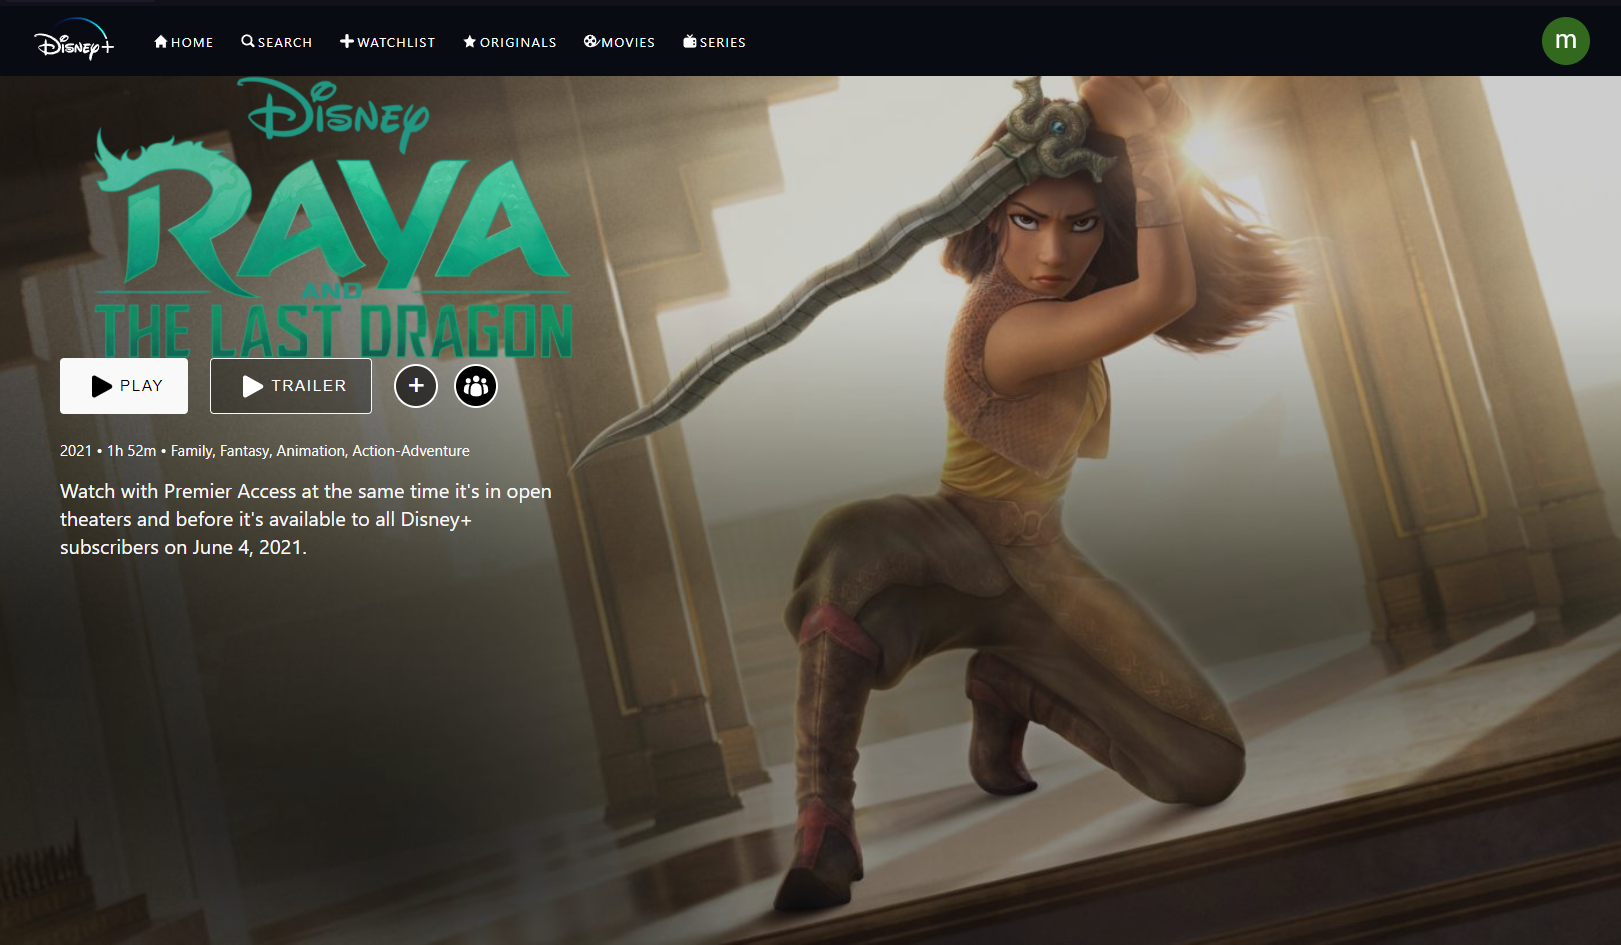 Disney+ HOME SEARCH WATCHLIST ORIGINALS MOVIES SERIES m
Disney
RAYA
AND
THE LAST DRAGON
PLAY TRAILER
2021 • 1h 52m • Family, Fantasy, Animation, Action-Adventure
Watch with Premier Access at the same time it's in open
theaters and before it's available to all Disney+
subscribers on June 4, 2021.